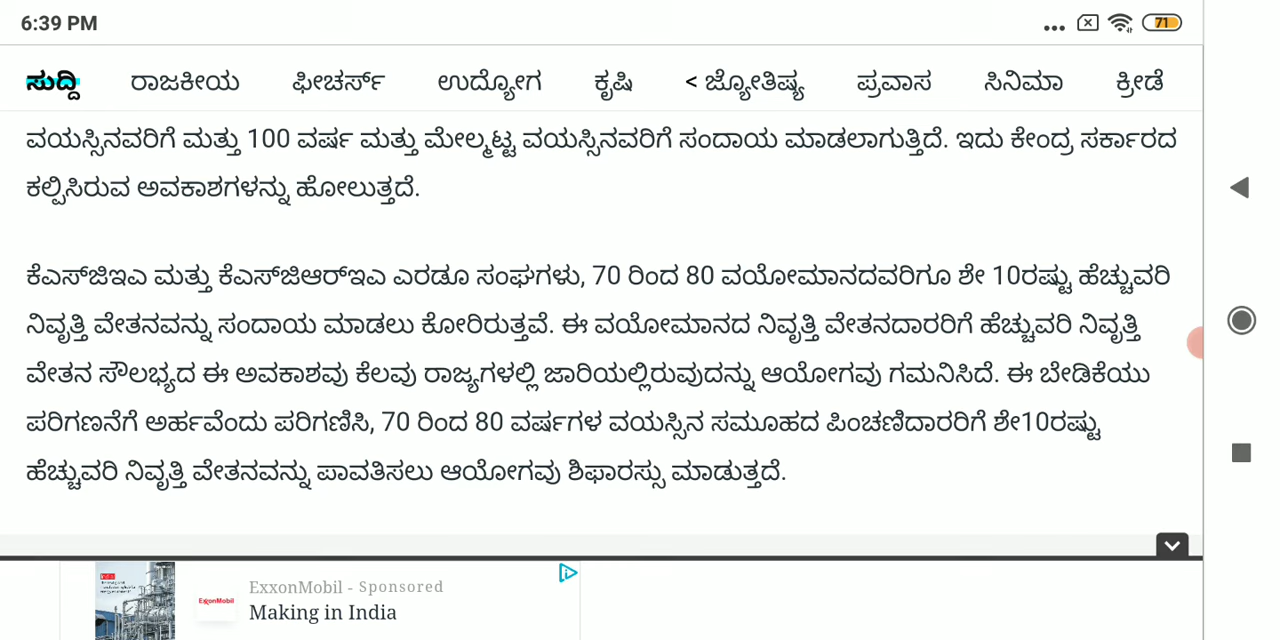 6:39 PM
71
ಸುದ್ದಿ ರಾಜಕೀಯ ಫೀಚರ್ಸ್ ಉದ್ಯೋಗ ಕೃಷಿ < ಜ್ಯೋತಿಷ್ಯ ಪ್ರವಾಸ ಸಿನಿಮಾ ಕ್ರೀಡೆ
ವಯಸ್ಸಿನವರಿಗೆ ಮತ್ತು 100 ವರ್ಷ ಮತ್ತು ಮೇಲ್ಮಟ್ಟ ವಯಸ್ಸಿನವರಿಗೆ ಸಂದಾಯ ಮಾಡಲಾಗುತ್ತಿದೆ. ಇದು ಕೇಂದ್ರ ಸರ್ಕಾರದ
ಕಲ್ಪಿಸಿರುವ ಅವಕಾಶಗಳನ್ನು ಹೋಲುತ್ತದೆ.
ಕೆಎಸ್‌ಜಿಇಎ ಮತ್ತು ಕೆಎಸ್‌ಜಿಆರ್‌ಇಎ ಎರಡೂ ಸಂಘಗಳು, 70 ರಿಂದ 80 ವಯೋಮಾನದವರಿಗೂ ಶೇ 10ರಷ್ಟು ಹೆಚ್ಚುವರಿ
ನಿವೃತ್ತಿ ವೇತನವನ್ನು ಸಂದಾಯ ಮಾಡಲು ಕೋರಿರುತ್ತವೆ. ಈ ವಯೋಮಾನದ ನಿವೃತ್ತಿ ವೇತನದಾರರಿಗೆ ಹೆಚ್ಚುವರಿ ನಿವೃತ್ತಿ
ವೇತನ ಸೌಲಭ್ಯದ ಈ ಅವಕಾಶವು ಕೆಲವು ರಾಜ್ಯಗಳಲ್ಲಿ ಜಾರಿಯಲ್ಲಿರುವುದನ್ನು ಆಯೋಗವು ಗಮನಿಸಿದೆ. ಈ ಬೇಡಿಕೆಯು
ಪರಿಗಣನೆಗೆ ಅರ್ಹವೆಂದು ಪರಿಗಣಿಸಿ, 70 ರಿಂದ 80 ವರ್ಷಗಳ ವಯಸ್ಸಿನ ಸಮೂಹದ ಪಿಂಚಣಿದಾರರಿಗೆ ಶೇ10ರಷ್ಟು
ಹೆಚ್ಚುವರಿ ನಿವೃತ್ತಿ ವೇತನವನ್ನು ಪಾವತಿಸಲು ಆಯೋಗವು ಶಿಫಾರಸ್ಸು ಮಾಡುತ್ತದೆ.
ExxonMobil
ExxonMobil - Sponsored
Making in India